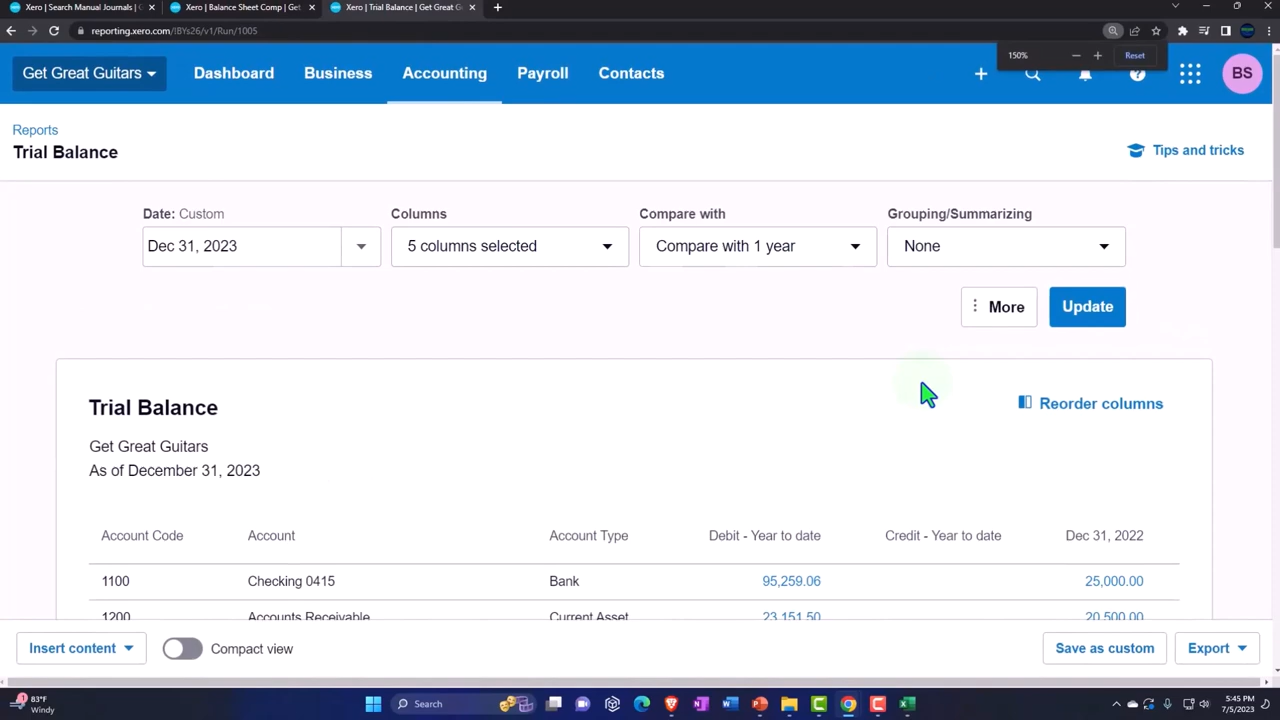 Xero | Search Manual Journals | C
Xero | Balance Sheet Comp | Get
Xero | Trial Balance | Get Great G
reporting.xero.com/!BYs26/v1/Run/1005
150%
Reset
Get Great Guitars
Dashboard
Business
Accounting
Payroll
Contacts
BS
Reports
Trial Balance
Tips and tricks
Date: Custom
Columns
Compare with
Grouping/Summarizing
Dec 31, 2023
5 columns selected
Compare with 1 year
None
More
Update
Trial Balance
Reorder columns
Get Great Guitars
As of December 31, 2023
Account Code Account Account Type Debit - Year to date Credit - Year to date Dec 31, 2022
1100 Checking 0415 Bank 95,259.06 25,000.00
1200 Accounts Receivable Current Asset 23,151.50 20,500.00
Insert content
Compact view
Save as custom
Export
83°F
Windy
Search
5:45 PM
7/5/2023